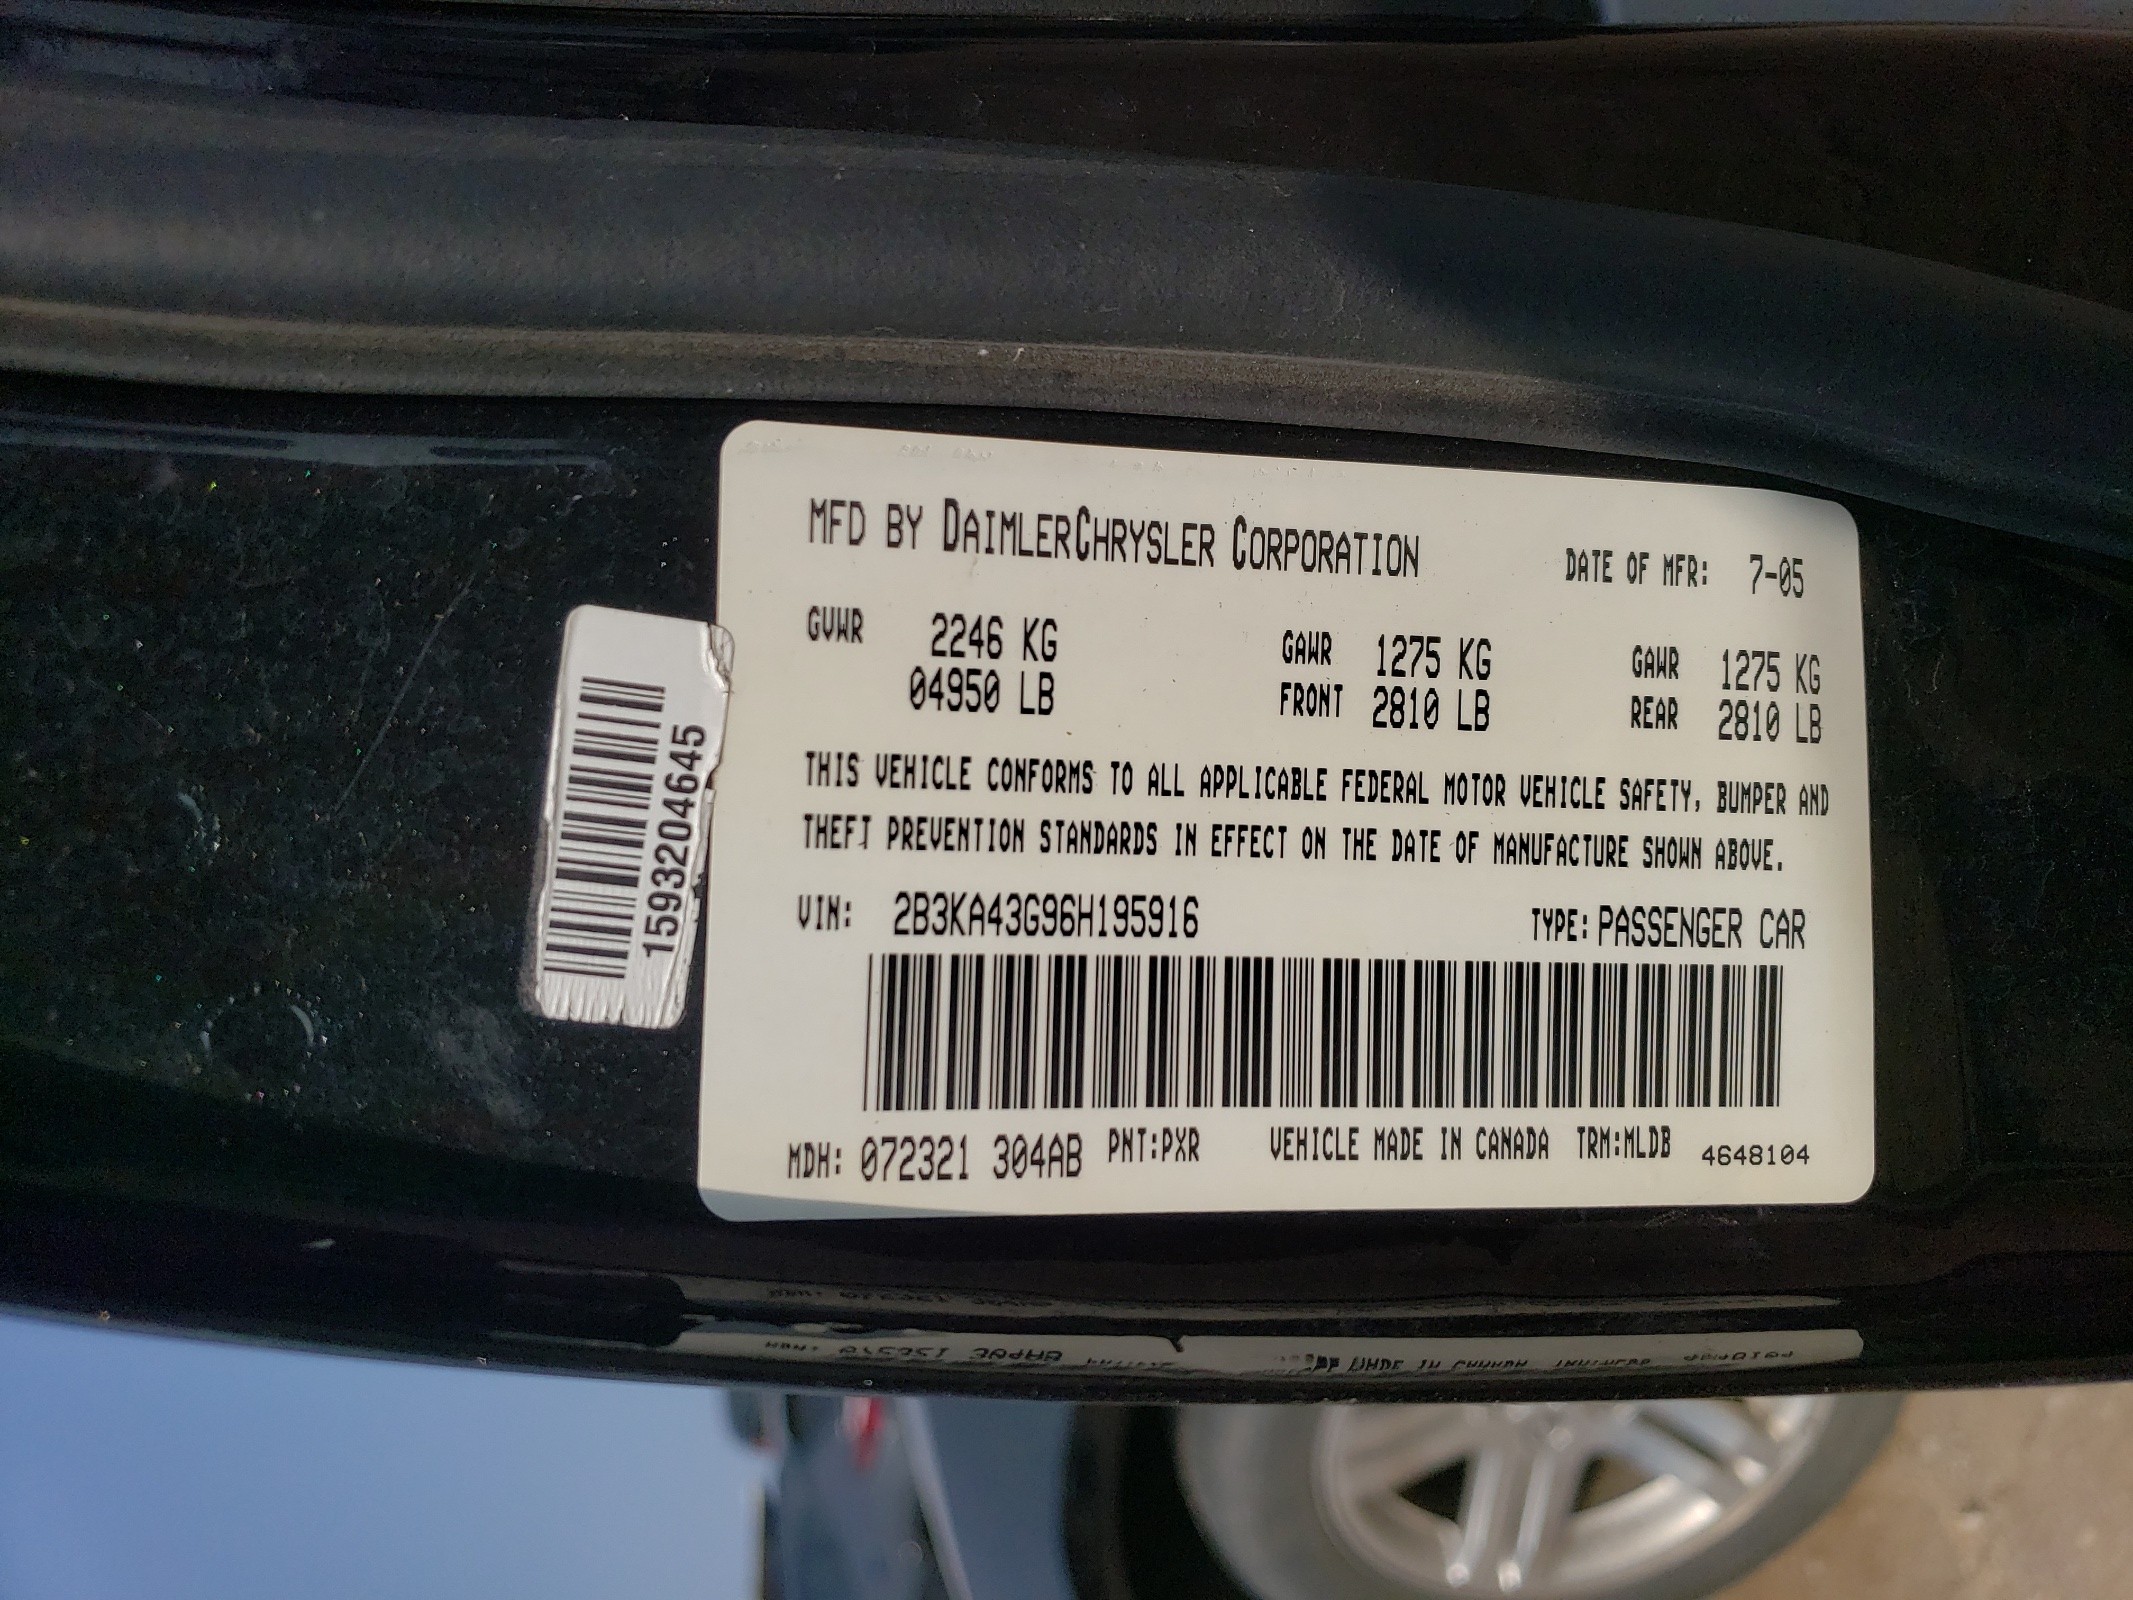 MFD BY DAIMLERCHRYSLER CORPORATION DATE OF MFR: 7-05
GVWR 2246 KG GAWR 1275 KG GAWR 1275 KG
04950 LB FRONT 2810 LB REAR 2810 LB
THIS VEHICLE CONFORMS TO ALL APPLICABLE FEDERAL MOTOR VEHICLE SAFETY, BUMPER AND
THEFT PREVENTION STANDARDS IN EFFECT ON THE DATE OF MANUFACTURE SHOWN ABOVE.
VIN: 2B3KA43G96H195916 TYPE: PASSENGER CAR
MDH: 072321 304AB PNT:PXR VEHICLE MADE IN CANADA TRM:MLDB 4648104
1593204645